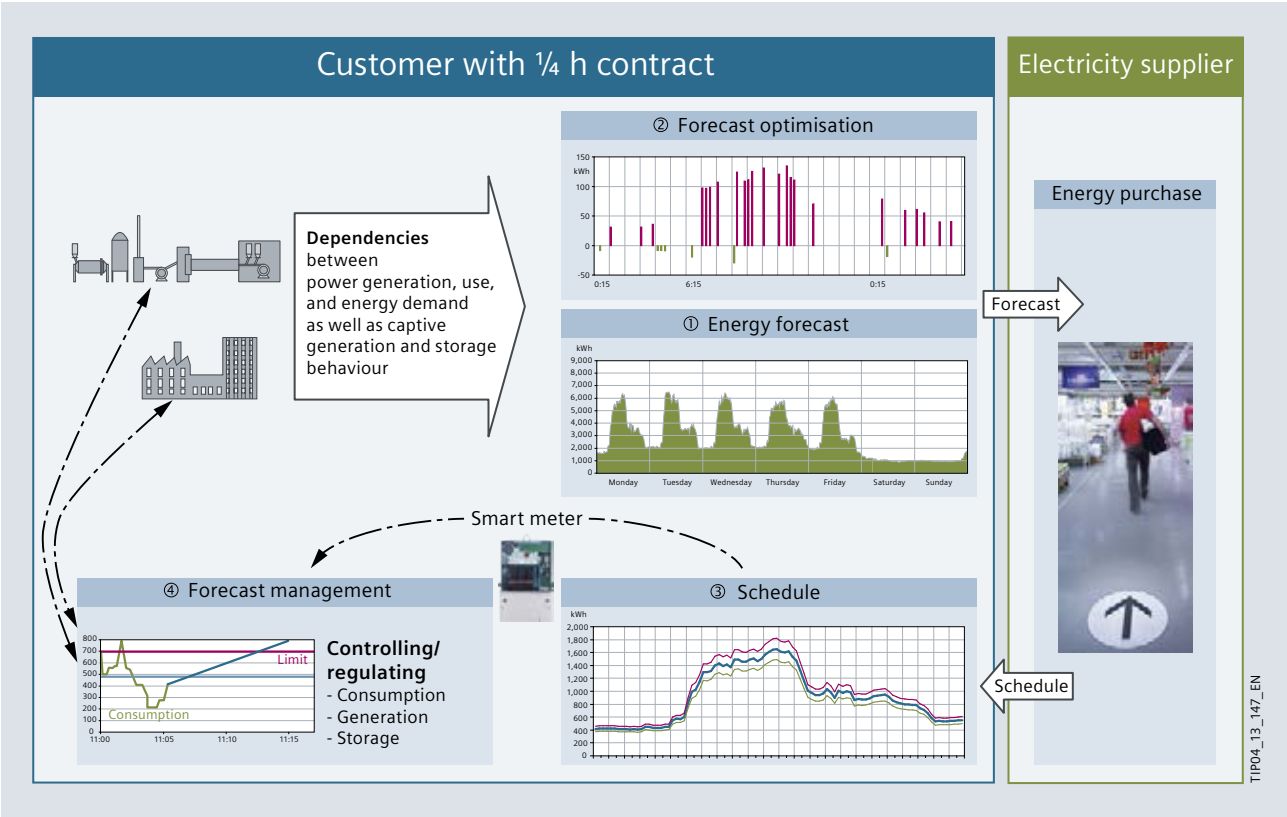 Customer with ¼ h contract
Electricity supplier
Dependencies
between
power generation, use,
and energy demand
as well as captive
generation and storage
behaviour
② Forecast optimisation
150
kWh
100
50
0
-50
0:15 6:15 0:15
① Energy forecast
kWh
9,000
8,000
7,000
6,000
5,000
4,000
3,000
2,000
1,000
0
Monday Tuesday Wednesday Thursday Friday Saturday Sunday
Energy purchase
Forecast
Smart meter
④ Forecast management
800
700
600
500
400
300
200
100
0
Limit
Consumption
11:00 11:05 11:10 11:15
Controlling/
regulating
- Consumption
- Generation
- Storage
③ Schedule
kWh
2,000
1,800
1,600
1,400
1,200
1,000
800
600
400
200
0
Schedule
TIP04_13_147_EN